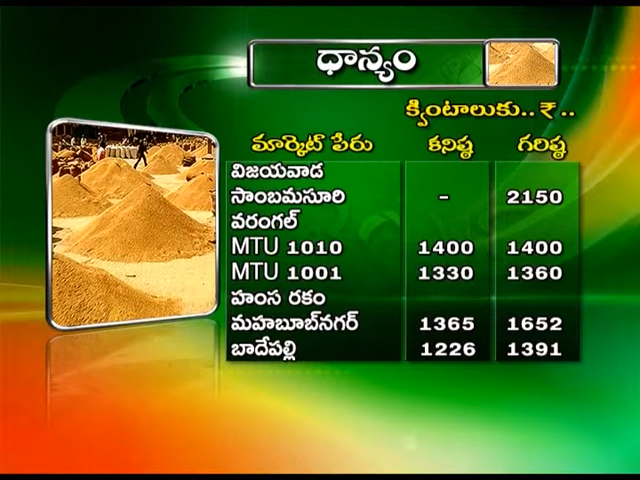 ధాన్యం
క్వింటాలుకు.. ₹ ..
మార్కెట్ పేరు కనిష్ఠ గరిష్ఠ
విజయవాడ
సాంబమసూరి - 2150
వరంగల్
MTU 1010 1400 1400
MTU 1001 1330 1360
హంస రకం
మహబూబ్‌నగర్ 1365 1652
బాదేపల్లి 1226 1391